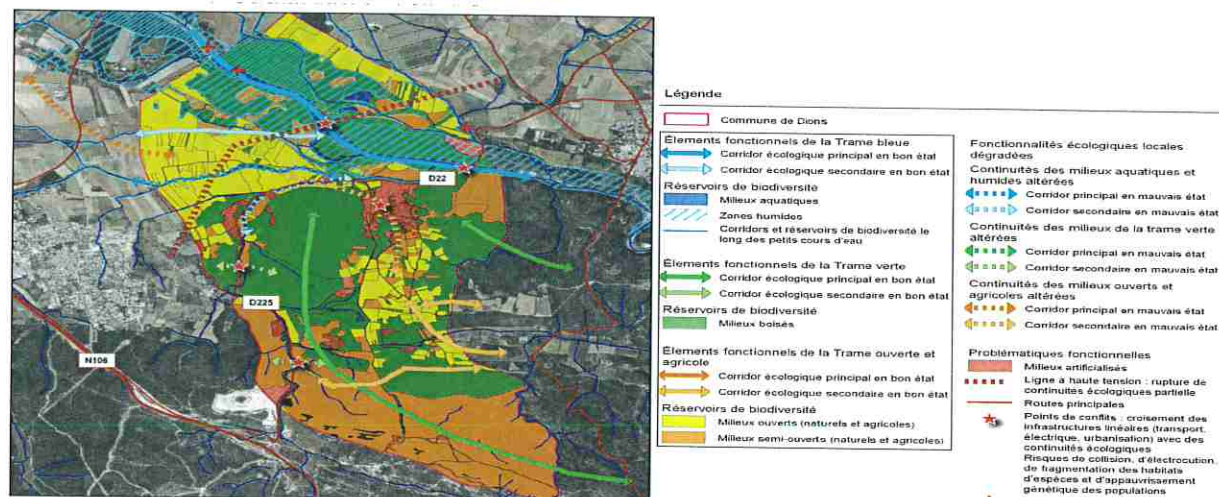 D22
D225
N106
Légende
Commune de Dions
Élements fonctionnels de la Trame bleue
Corridor écologique principal en bon état
Corridor écologique secondaire en bon état
Réservoirs de biodiversité
Milieux aquatiques
Zones humides
Corridors et réservoirs de biodiversité le
long des petits cours d'eau
Élements fonctionnels de la Trame verte
Corridor écologique principal en bon état
Corridor écologique secondaire en bon état
Réservoirs de biodiversité
Milieux boisés
Élements fonctionnels de la Trame ouverte et
agricole
Corridor écologique principal en bon état
Corridor écologique secondaire en bon état
Réservoirs de biodiversité
Milieux ouverts (naturels et agricoles)
Milieux semi-ouverts (naturels et agricoles)
Fonctionnalités écologiques locales
dégradées
Continuités des milieux aquatiques et
humides altérées
Corridor principal en mauvais état
Corridor secondaire en mauvais état
Continuités des milieux de la trame verte
altérées
Corridor principal en mauvais état
Corridor secondaire en mauvais état
Continuités des milieux ouverts et
agricoles altérées
Corridor principal en mauvais état
Corridor secondaire en mauvais état
Problématiques fonctionnelles
Milieux artificialisés
Ligne à haute tension : rupture de
continuités écologiques partielle
Routes principales
Points de conflits : croisement des
infrastructures linéaires (transport,
électrique, urbanisation) avec des
continuités écologiques
Risques de collision, d'électrocution,
de fragmentation des habitats
d'espèces et d'appauvrissement
génétique des populations